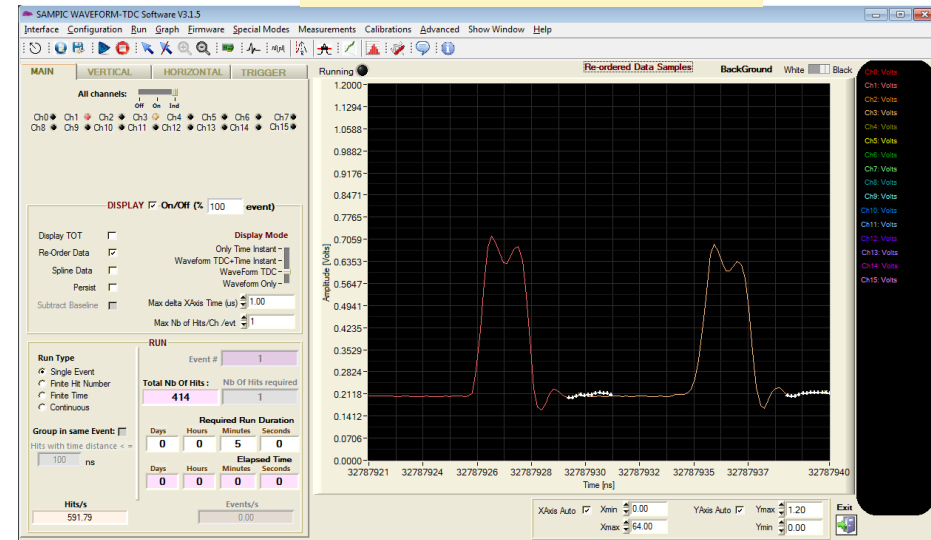 SAMPIC WAVEFORM-TDC Software V3.1.5
Interface Configuration Run Graph Firmware Special Modes Measurements Calibrations Advanced Show Window Help
MAIN VERTICAL HORIZONTAL TRIGGER
All channels:
Off On Ind
Ch0 Ch1 Ch2 Ch3 Ch4 Ch5 Ch6 Ch7
Ch8 Ch9 Ch10 Ch11 Ch12 Ch13 Ch14 Ch15
DISPLAY On/Off (% 100 event)
Display TOT
Re-Order Data
Spline Data
Persist
Subtract Baseline
Display Mode
Only Time Instant
Waveform TDC+Time Instant
WaveForm TDC
Waveform Only
Max delta XAxis Time (us) 1.00
Max Nb of Hits/Ch /evt 1
RUN
Run Type
Single Event
Finite Hit Number
Finite Time
Continuous
Group in same Event:
Hits with time distance < =
100 ns
Hits/s
591.79
Event # 1
Total Nb Of Hits : Nb Of Hits required
414 1
Required Run Duration
Days Hours Minutes Seconds
0 0 5 0
Elapsed Time
Days Hours Minutes Seconds
0 0 0 0
Events/s
0.00
Running Re-ordered Data Samples BackGround White Black
Amplitude [Volts]
1.2000
1.1294
1.0588
0.9882
0.9176
0.8471
0.7765
0.7059
0.6353
0.5647
0.4941
0.4235
0.3529
0.2824
0.2118
0.1412
0.0706
0.0000
32787921 32787924 32787926 32787928 32787930 32787932 32787935 32787937 32787940
Time [ns]
Ch0: Volts
Ch1: Volts
Ch2: Volts
Ch3: Volts
Ch4: Volts
Ch5: Volts
Ch6: Volts
Ch7: Volts
Ch8: Volts
Ch9: Volts
Ch10: Volts
Ch11: Volts
Ch12: Volts
Ch13: Volts
Ch14: Volts
Ch15: Volts
XAxis Auto Xmin 0.00 YAxis Auto Ymax 1.20 Exit
Xmax 64.00 Ymin 0.00